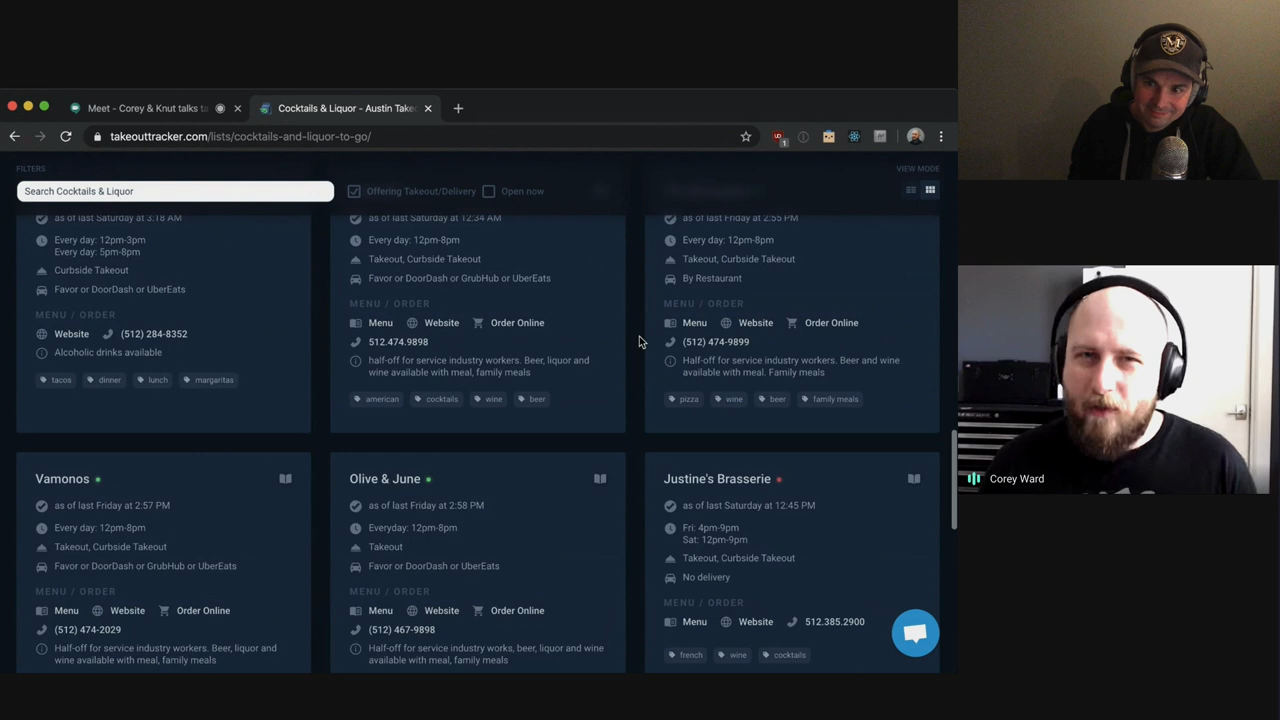 Meet - Corey & Knut talks ta
Cocktails & Liquor - Austin Take
takeouttracker.com/lists/cocktails-and-liquor-to-go/
1
FILTERS
VIEW MODE
Search Cocktails & Liquor
Offering Takeout/Delivery
Open now
as of last Saturday at 3:18 AM
Every day: 12pm-3pm
Every day: 5pm-8pm
Curbside Takeout
Favor or DoorDash or UberEats
MENU / ORDER
Website (512) 284-8352
Alcoholic drinks available
tacos dinner lunch margaritas
as of last Saturday at 12:34 AM
Every day: 12pm-8pm
Takeout, Curbside Takeout
Favor or DoorDash or GrubHub or UberEats
MENU / ORDER
Menu Website Order Online
512.474.9898
half-off for service industry workers. Beer, liquor and
wine available with meal, family meals
american cocktails wine beer
as of last Friday at 2:55 PM
Every day: 12pm-8pm
Takeout, Curbside Takeout
By Restaurant
MENU / ORDER
Menu Website Order Online
(512) 474-9899
Half-off for service industry workers. Beer and wine
available with meal. Family meals
pizza wine beer family meals
Vamonos
as of last Friday at 2:57 PM
Every day: 12pm-8pm
Takeout, Curbside Takeout
Favor or DoorDash or GrubHub or UberEats
MENU / ORDER
Menu Website Order Online
(512) 474-2029
Half-off for service industry workers. Beer, liquor and
wine available with meal, family meals
Olive & June
as of last Friday at 2:58 PM
Everyday: 12pm-8pm
Takeout
Favor or DoorDash or UberEats
MENU / ORDER
Menu Website Order Online
(512) 467-9898
Half-off for service industry works, beer, liquor and
wine available with meal, family meals
Justine's Brasserie
as of last Saturday at 12:45 PM
Fri: 4pm-9pm
Sat: 12pm-9pm
Takeout, Curbside Takeout
No delivery
MENU / ORDER
Menu Website 512.385.2900
french wine cocktails
M
Corey Ward